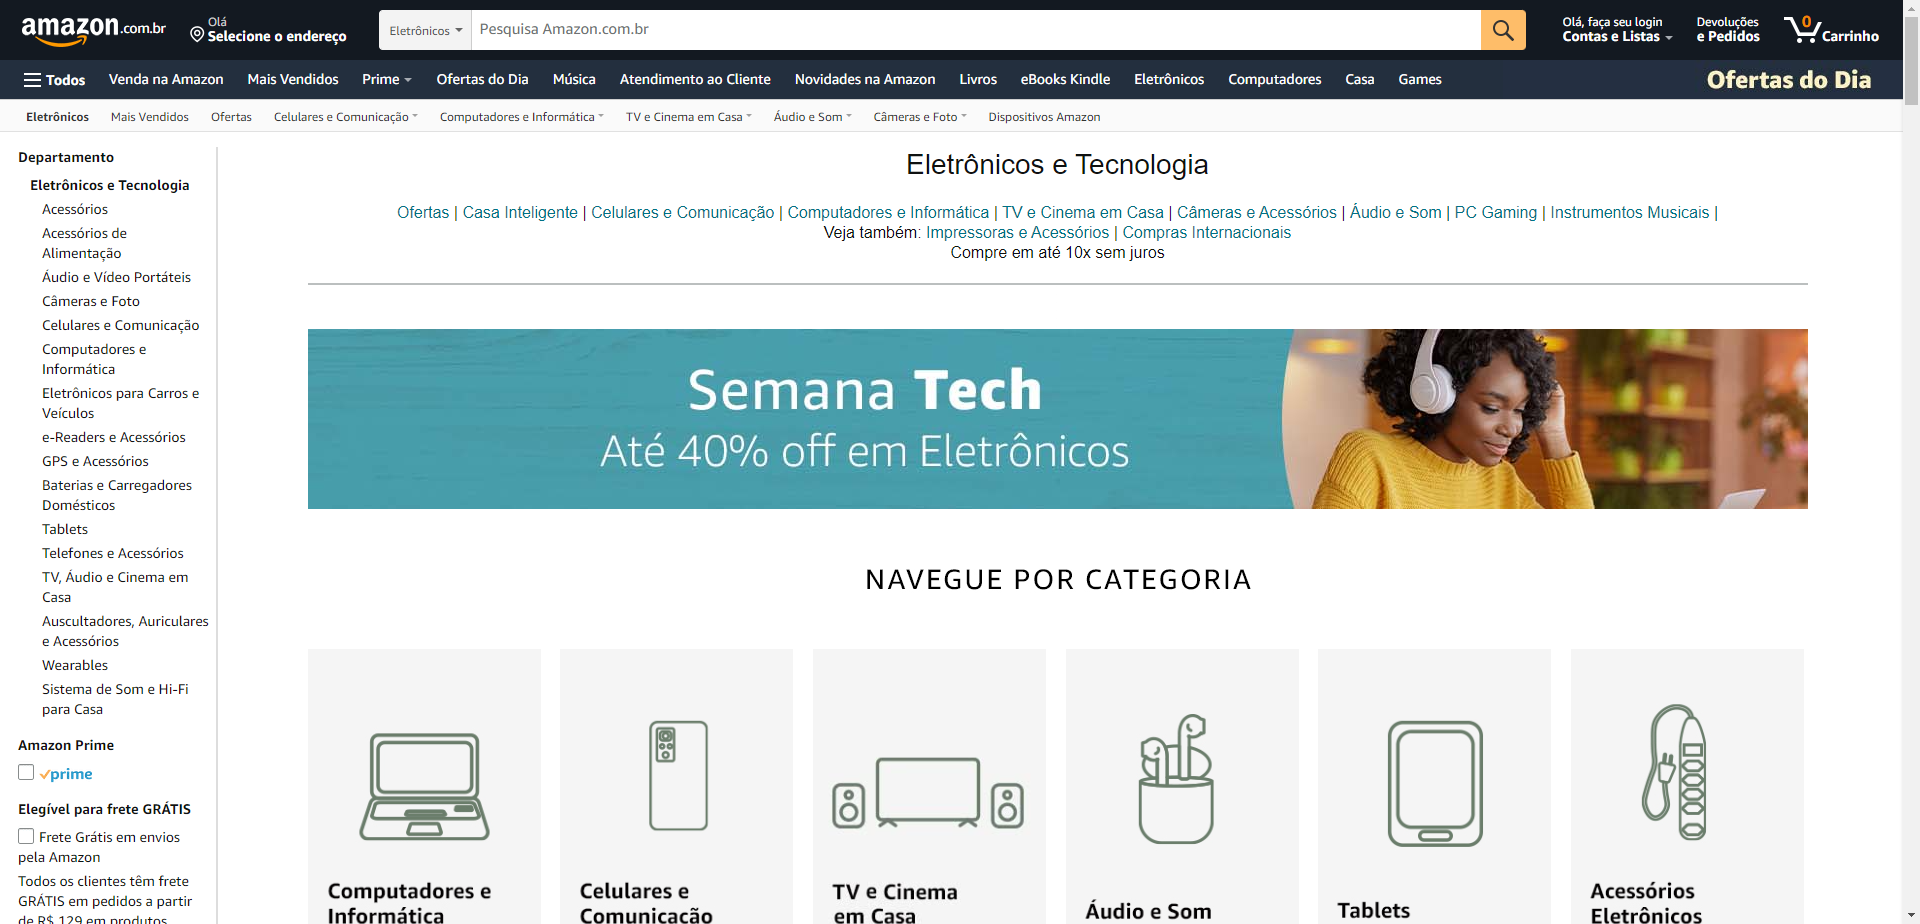 amazon.com.br
Olá
Selecione o endereço
Eletrônicos
Pesquisa Amazon.com.br
Olá, faça seu login
Contas e Listas
Devoluções
e Pedidos
0
Carrinho
Todos
Venda na Amazon
Mais Vendidos
Prime
Ofertas do Dia
Música
Atendimento ao Cliente
Novidades na Amazon
Livros
eBooks Kindle
Eletrônicos
Computadores
Casa
Games
Ofertas do Dia
Eletrônicos
Mais Vendidos
Ofertas
Celulares e Comunicação
Computadores e Informática
TV e Cinema em Casa
Áudio e Som
Câmeras e Foto
Dispositivos Amazon
Departamento
Eletrônicos e Tecnologia
Acessórios
Acessórios de
Alimentação
Áudio e Vídeo Portáteis
Câmeras e Foto
Celulares e Comunicação
Computadores e
Informática
Eletrônicos para Carros e
Veículos
e-Readers e Acessórios
GPS e Acessórios
Baterias e Carregadores
Domésticos
Tablets
Telefones e Acessórios
TV, Áudio e Cinema em
Casa
Auscultadores, Auriculares
e Acessórios
Wearables
Sistema de Som e Hi-Fi
para Casa
Amazon Prime
prime
Elegível para frete GRÁTIS
Frete Grátis em envios
pela Amazon
Todos os clientes têm frete
GRÁTIS em pedidos a partir
de R$ 129 em produtos
Eletrônicos e Tecnologia
Ofertas | Casa Inteligente | Celulares e Comunicação | Computadores e Informática | TV e Cinema em Casa | Câmeras e Acessórios | Áudio e Som | PC Gaming | Instrumentos Musicais |
Veja também: Impressoras e Acessórios | Compras Internacionais
Compre em até 10x sem juros
Semana Tech
Até 40% off em Eletrônicos
NAVEGUE POR CATEGORIA
Computadores e
Informática
Celulares e
Comunicação
TV e Cinema
em Casa
Áudio e Som
Tablets
Acessórios
Eletrônicos